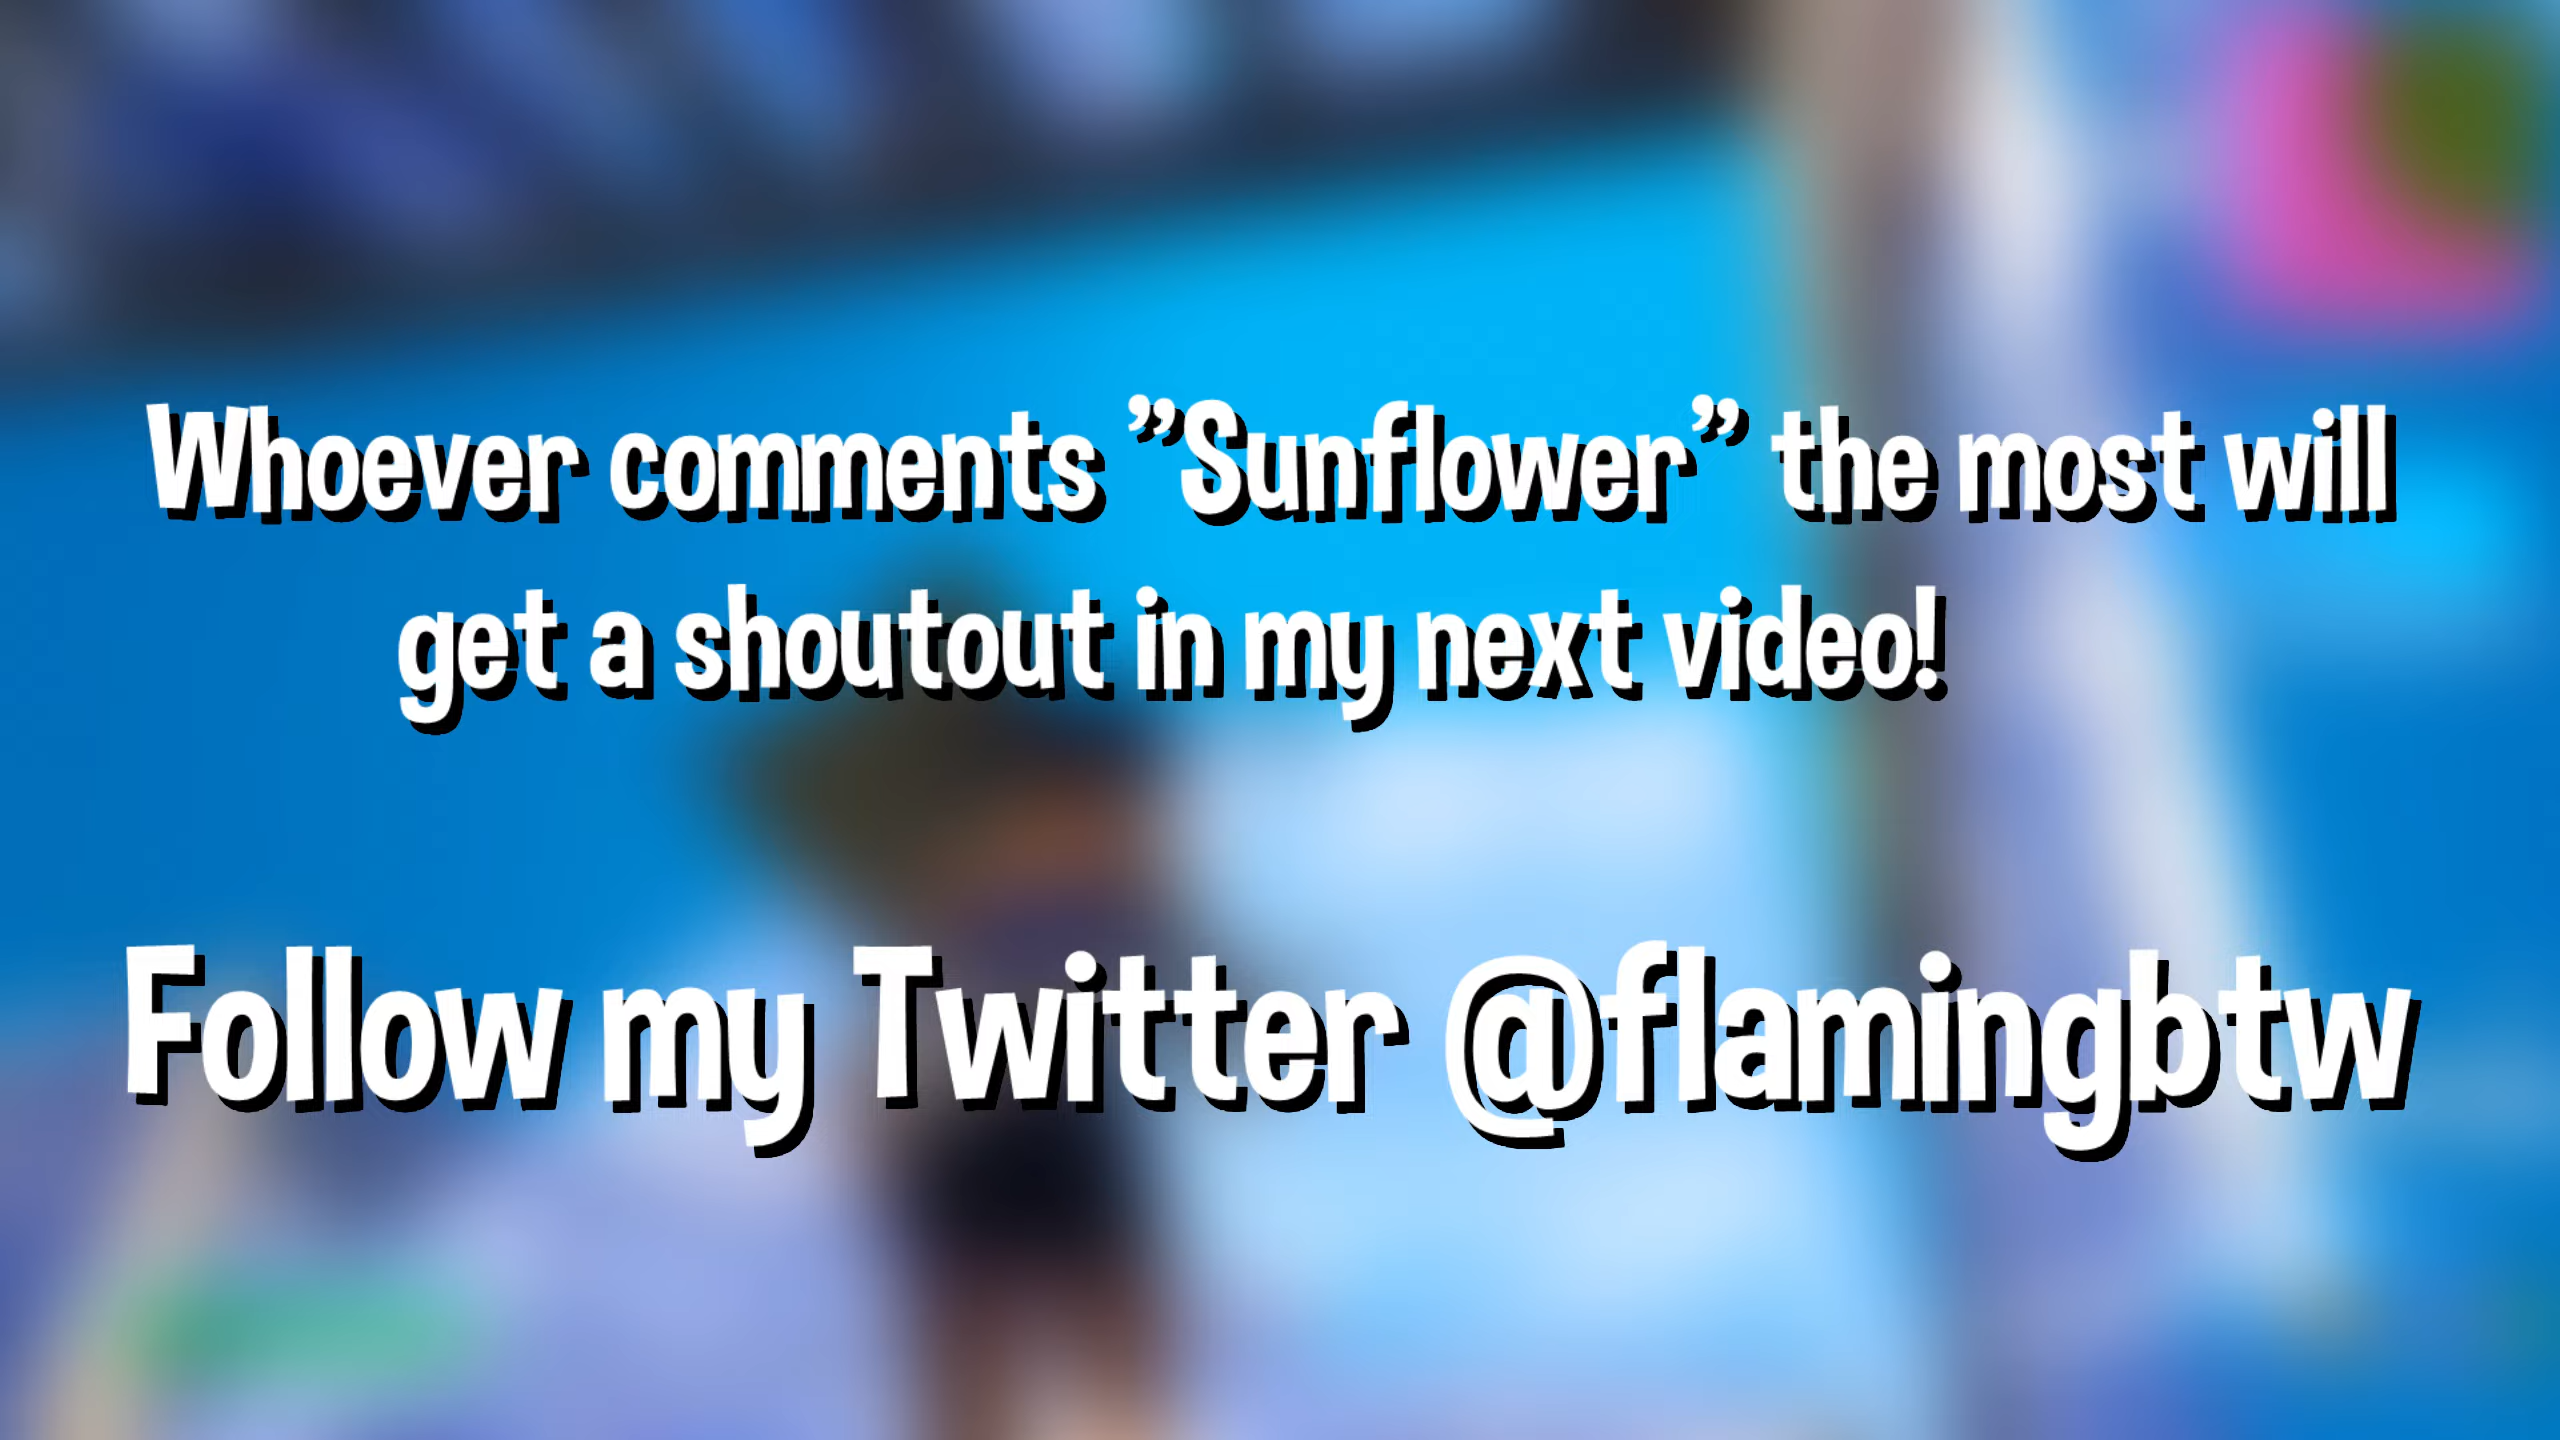 Whoever comments ”Sunflower” the most will
get a shoutout in my next video!
Follow my Twitter @flamingbtw